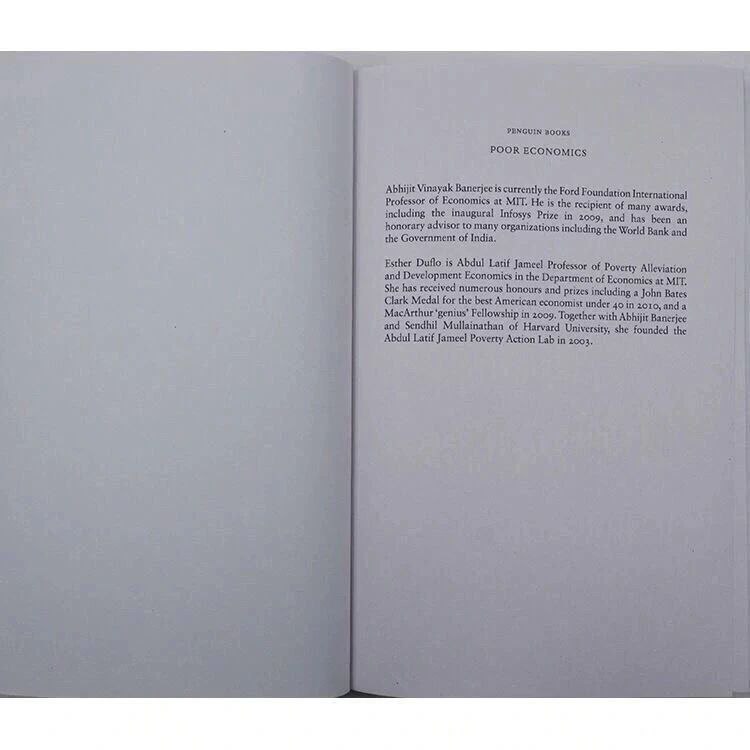 PENGUIN BOOKS
POOR ECONOMICS
Abhijit Vinayak Banerjee is currently the Ford Foundation International
Professor of Economics at MIT. He is the recipient of many awards,
including the inaugural Infosys Prize in 2009, and has been an
honorary advisor to many organizations including the World Bank and
the Government of India.
Esther Duflo is Abdul Latif Jameel Professor of Poverty Alleviation
and Development Economics in the Department of Economics at MIT.
She has received numerous honours and prizes including a John Bates
Clark Medal for the best American economist under 40 in 2010, and a
MacArthur ‘genius’ Fellowship in 2009. Together with Abhijit Banerjee
and Sendhil Mullainathan of Harvard University, she founded the
Abdul Latif Jameel Poverty Action Lab in 2003.